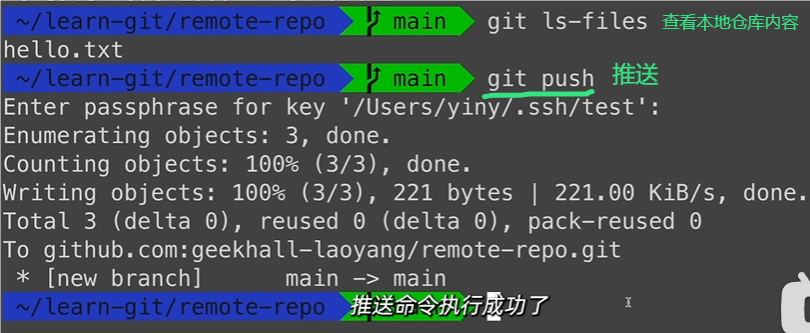 ~/learn-git/remote-repo main git ls-files 查看本地仓库内容
hello.txt
~/learn-git/remote-repo main git push 推送
Enter passphrase for key '/Users/yiny/.ssh/test':
Enumerating objects: 3, done.
Counting objects: 100% (3/3), done.
Writing objects: 100% (3/3), 221 bytes | 221.00 KiB/s, done.
Total 3 (delta 0), reused 0 (delta 0), pack-reused 0
To github.com:geekhall-laoyang/remote-repo.git
 * [new branch]      main -> main
~/learn-git/remote-repo 推送命令执行成功了